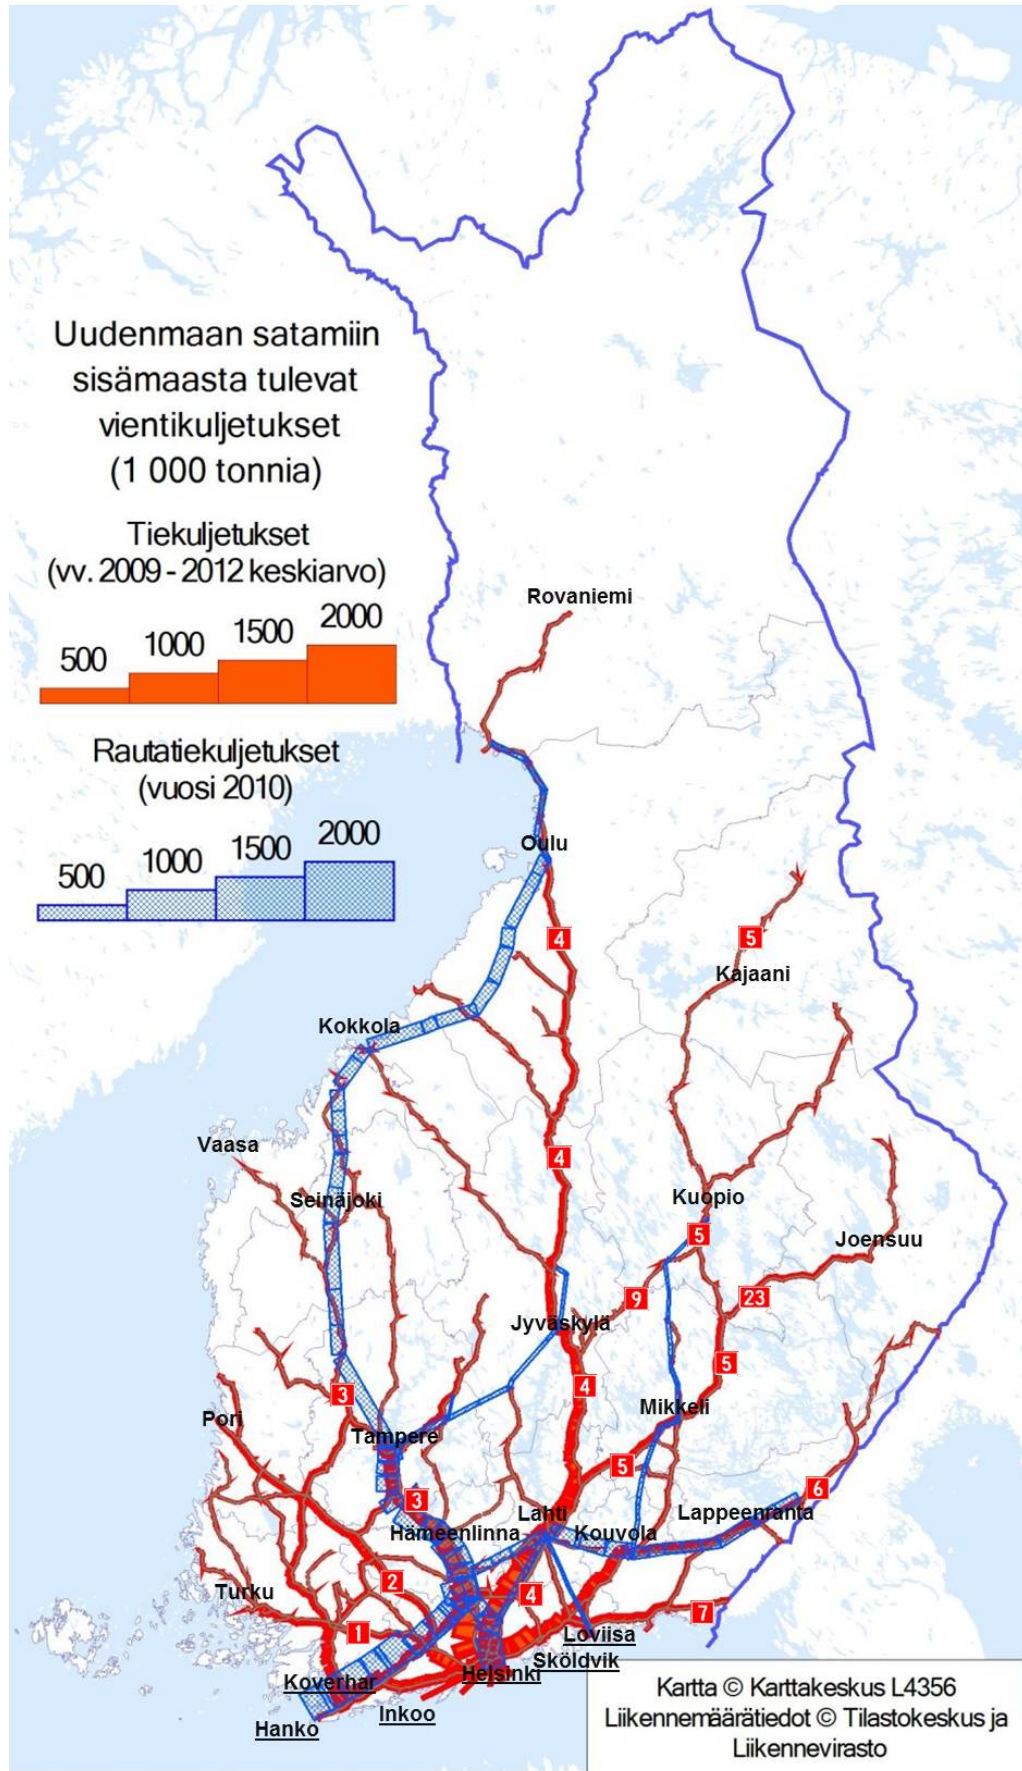 Uudenmaan satamiin
sisämaasta tulevat
vientikuljetukset
(1 000 tonnia)
Tiekuljetukset
(vv. 2009 - 2012 keskiarvo)
500 1000 1500 2000
Rautatiekuljetukset
(vuosi 2010)
500 1000 1500 2000
Rovaniemi
Oulu
4
5
Kajaani
Kokkola
Vaasa
4
Seinäjoki
Kuopio
5
Joensuu
9
23
Jyväskylä
5
3
4
Mikkeli
Pori
Tampere
5
6
3
Lahti
Lappeenranta
Hämeenlinna
Kouvola
2
4
Turku
7
1
Loviisa
Sköldvik
Helsinki
Koverhar
Inkoo
Hanko
Kartta © Karttakeskus L4356
Liikennemäärätiedot © Tilastokeskus ja
Liikennevirasto